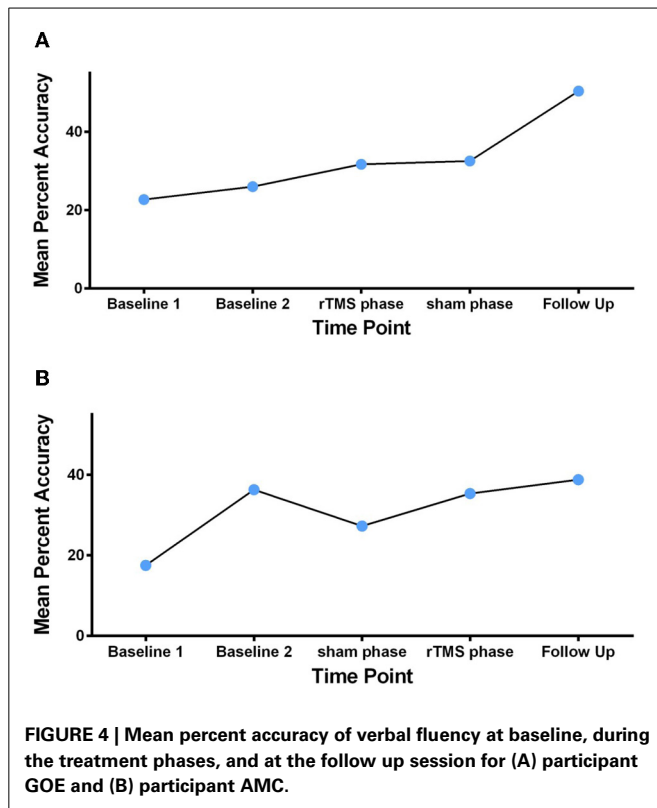 A
Mean Percent Accuracy
40
20
0
Baseline 1 Baseline 2 rTMS phase sham phase Follow Up
Time Point
B
Mean Percent Accuracy
40
20
0
Baseline 1 Baseline 2 sham phase rTMS phase Follow Up
Time Point
FIGURE 4 | Mean percent accuracy of verbal fluency at baseline, during
the treatment phases, and at the follow up session for (A) participant
GOE and (B) participant AMC.